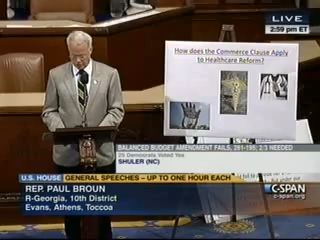 LIVE
2:59 pm ET
How does the Commerce Clause Apply
to Healthcare Reform?
BALANCED BUDGET AMENDMENT FAILS, 261-195; 2/3 NEEDED
25 Democrats Voted Yes
SHULER (NC)
U.S. HOUSE
GENERAL SPEECHES – UP TO ONE HOUR EACH
REP. PAUL BROUN
R-Georgia, 10th District
Evans, Athens, Toccoa
C-SPAN
c-span.org